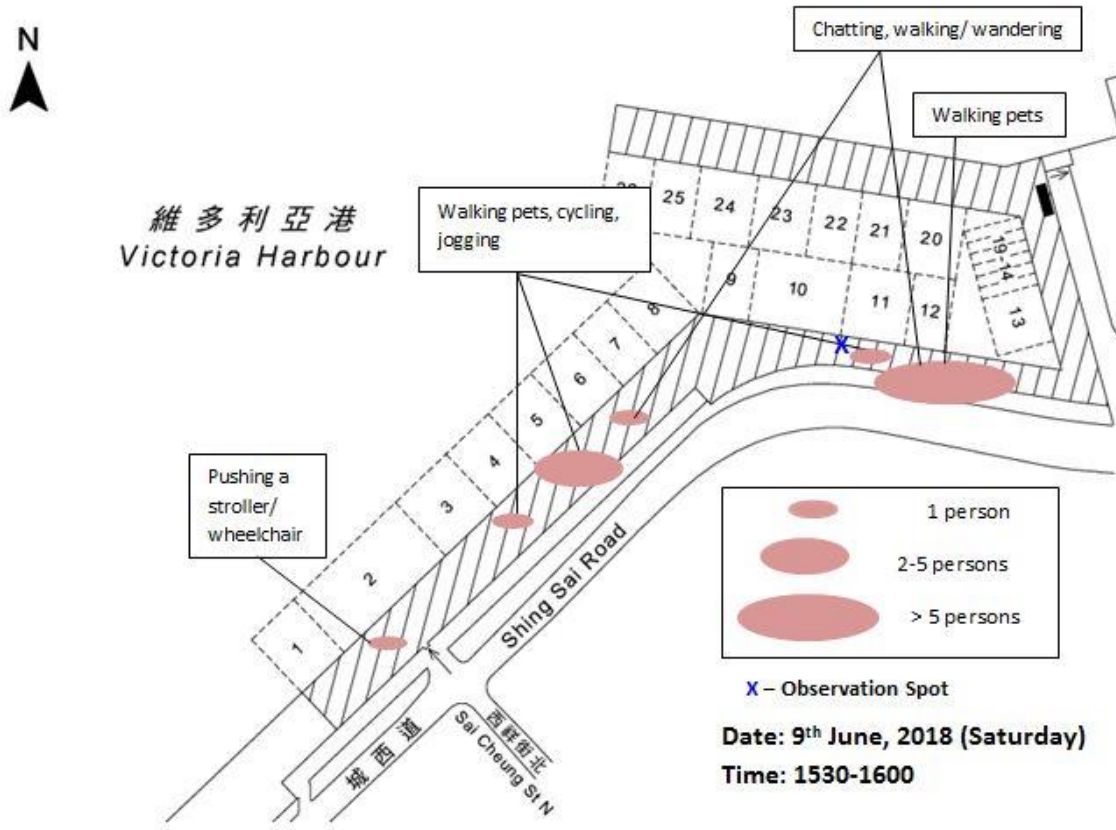 N
Chatting, walking/ wandering
Walking pets
維多利亞港
Victoria Harbour
Walking pets, cycling,
jogging
25
24
23
22
21
20
19-14
13
9
10
11
12
8
7
6
5
4
3
2
1
X
Pushing a
stroller/
wheelchair
Shing Sai Road
城西道
西祥街北
Sai Cheung St N
1 person
2-5 persons
> 5 persons
X – Observation Spot
Date: 9th June, 2018 (Saturday)
Time: 1530-1600